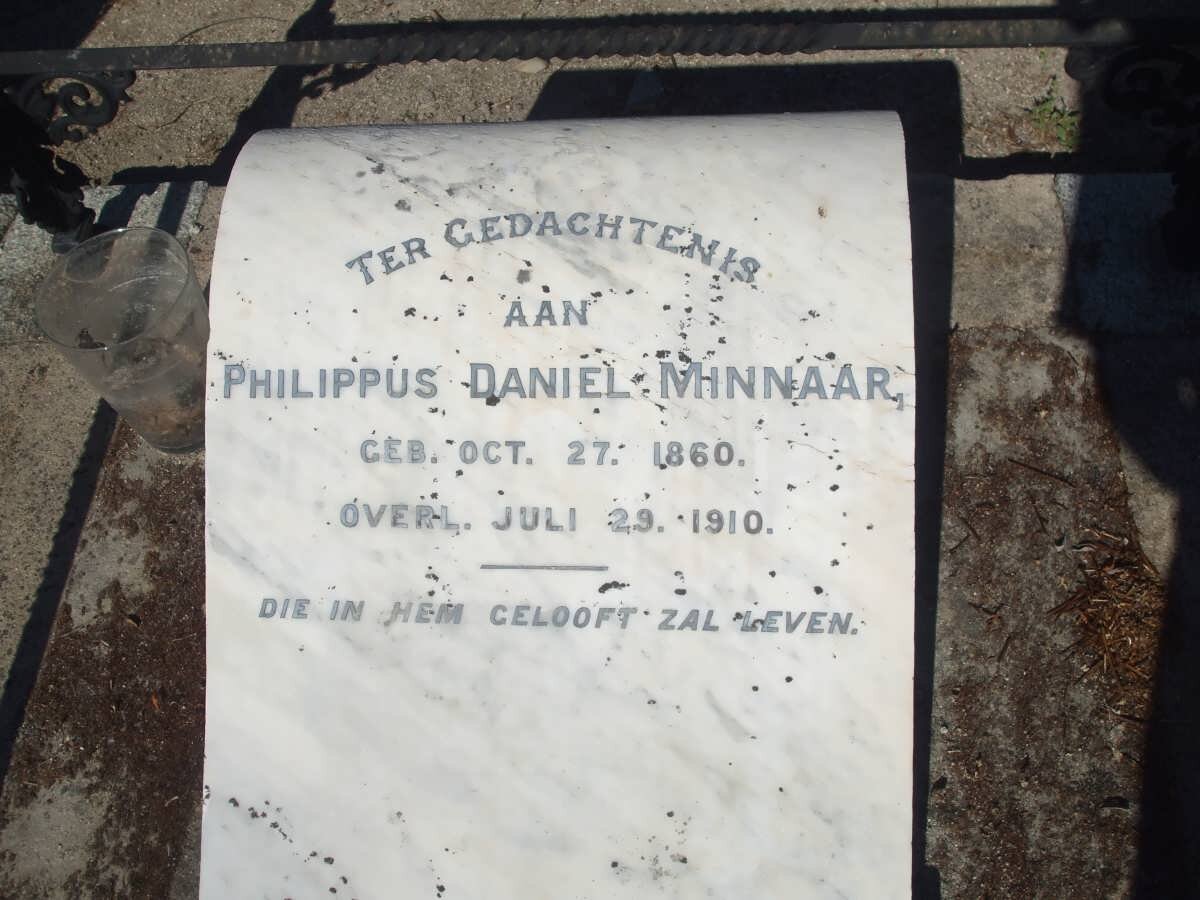 TER GEDACHTENIS
AAN
PHILIPPUS DANIEL MINNAAR,
GEB. OCT. 27. 1860.
OVERL. JULI 29. 1910.
DIE IN HEM GELOOFT ZAL LEVEN.